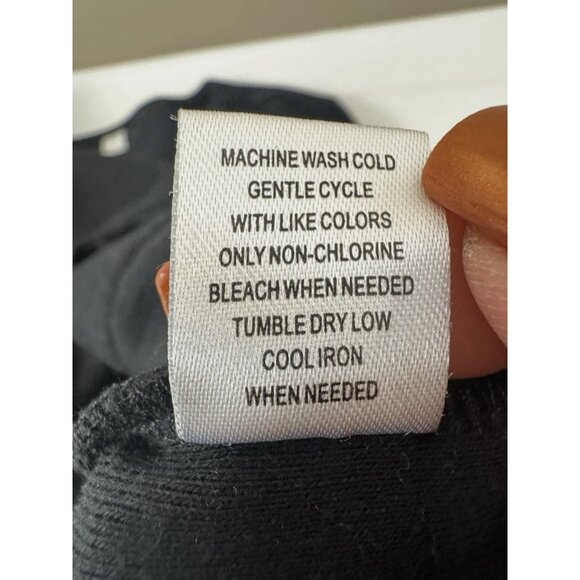 MACHINE WASH COLD
GENTLE CYCLE
WITH LIKE COLORS
ONLY NON-CHLORINE
BLEACH WHEN NEEDED
TUMBLE DRY LOW
COOL IRON
WHEN NEEDED